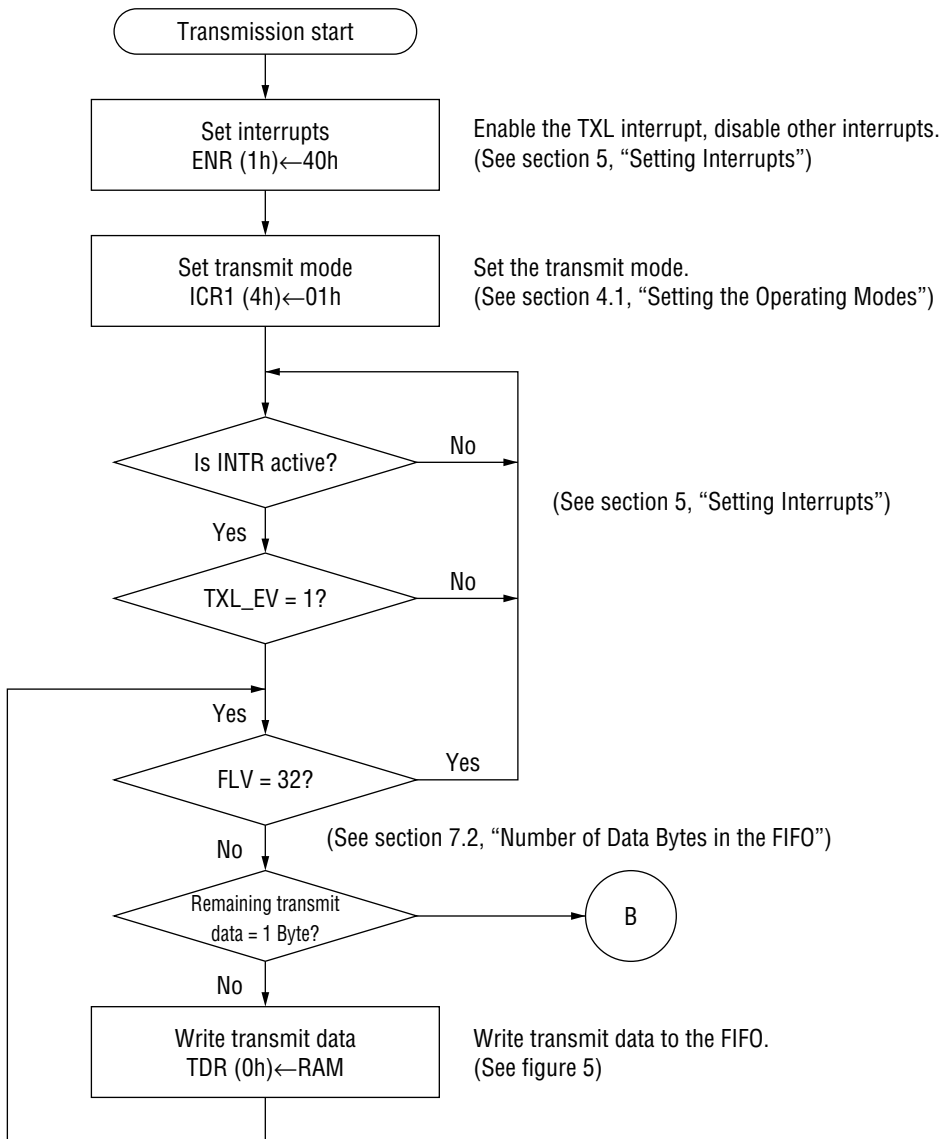 Transmission start
Set interrupts
ENR (1h)←40h
Enable the TXL interrupt, disable other interrupts.
(See section 5, “Setting Interrupts”)
Set transmit mode
ICR1 (4h)←01h
Set the transmit mode.
(See section 4.1, “Setting the Operating Modes”)
Is INTR active?
No
(See section 5, “Setting Interrupts”)
Yes
TXL_EV = 1?
No
Yes
FLV = 32?
Yes
(See section 7.2, “Number of Data Bytes in the FIFO”)
No
Remaining transmit
data = 1 Byte?
B
No
Write transmit data
TDR (0h)←RAM
Write transmit data to the FIFO.
(See figure 5)